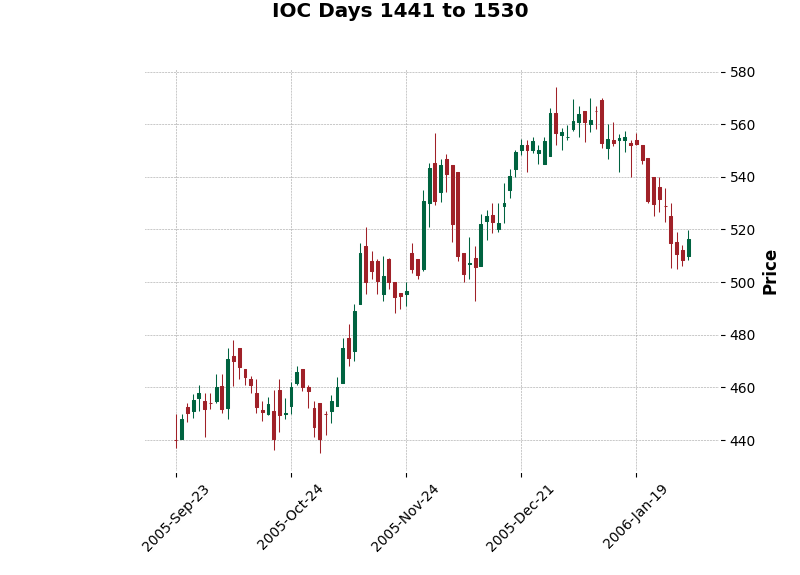 IOC Days 1441 to 1530
580
560
540
520
500
480
460
440
Price
2005-Sep-23
2005-Oct-24
2005-Nov-24
2005-Dec-21
2006-Jan-19